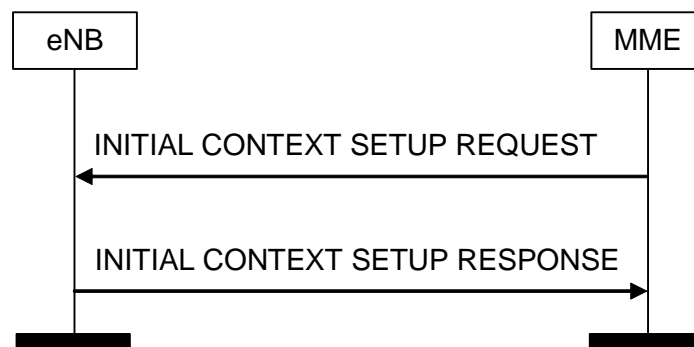 eNB
MME
INITIAL CONTEXT SETUP REQUEST
INITIAL CONTEXT SETUP RESPONSE